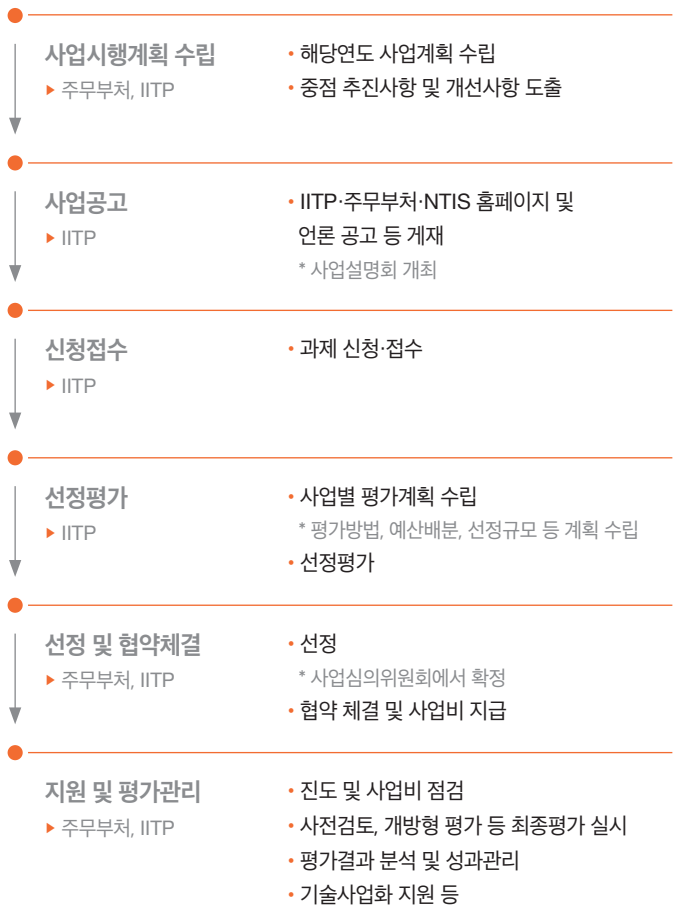 사업시행계획 수립
▶ 주무부처, IITP
• 해당연도 사업계획 수립
• 중점 추진사항 및 개선사항 도출
사업공고
▶ IITP
• IITP·주무부처·NTIS 홈페이지 및
언론 공고 등 게재
* 사업설명회 개최
신청접수
▶ IITP
• 과제 신청·접수
선정평가
▶ IITP
• 사업별 평가계획 수립
* 평가방법, 예산배분, 선정규모 등 계획 수립
• 선정평가
선정 및 협약체결
▶ 주무부처, IITP
• 선정
* 사업심의위원회에서 확정
• 협약 체결 및 사업비 지급
지원 및 평가관리
▶ 주무부처, IITP
• 진도 및 사업비 점검
• 사전검토, 개방형 평가 등 최종평가 실시
• 평가결과 분석 및 성과관리
• 기술사업화 지원 등